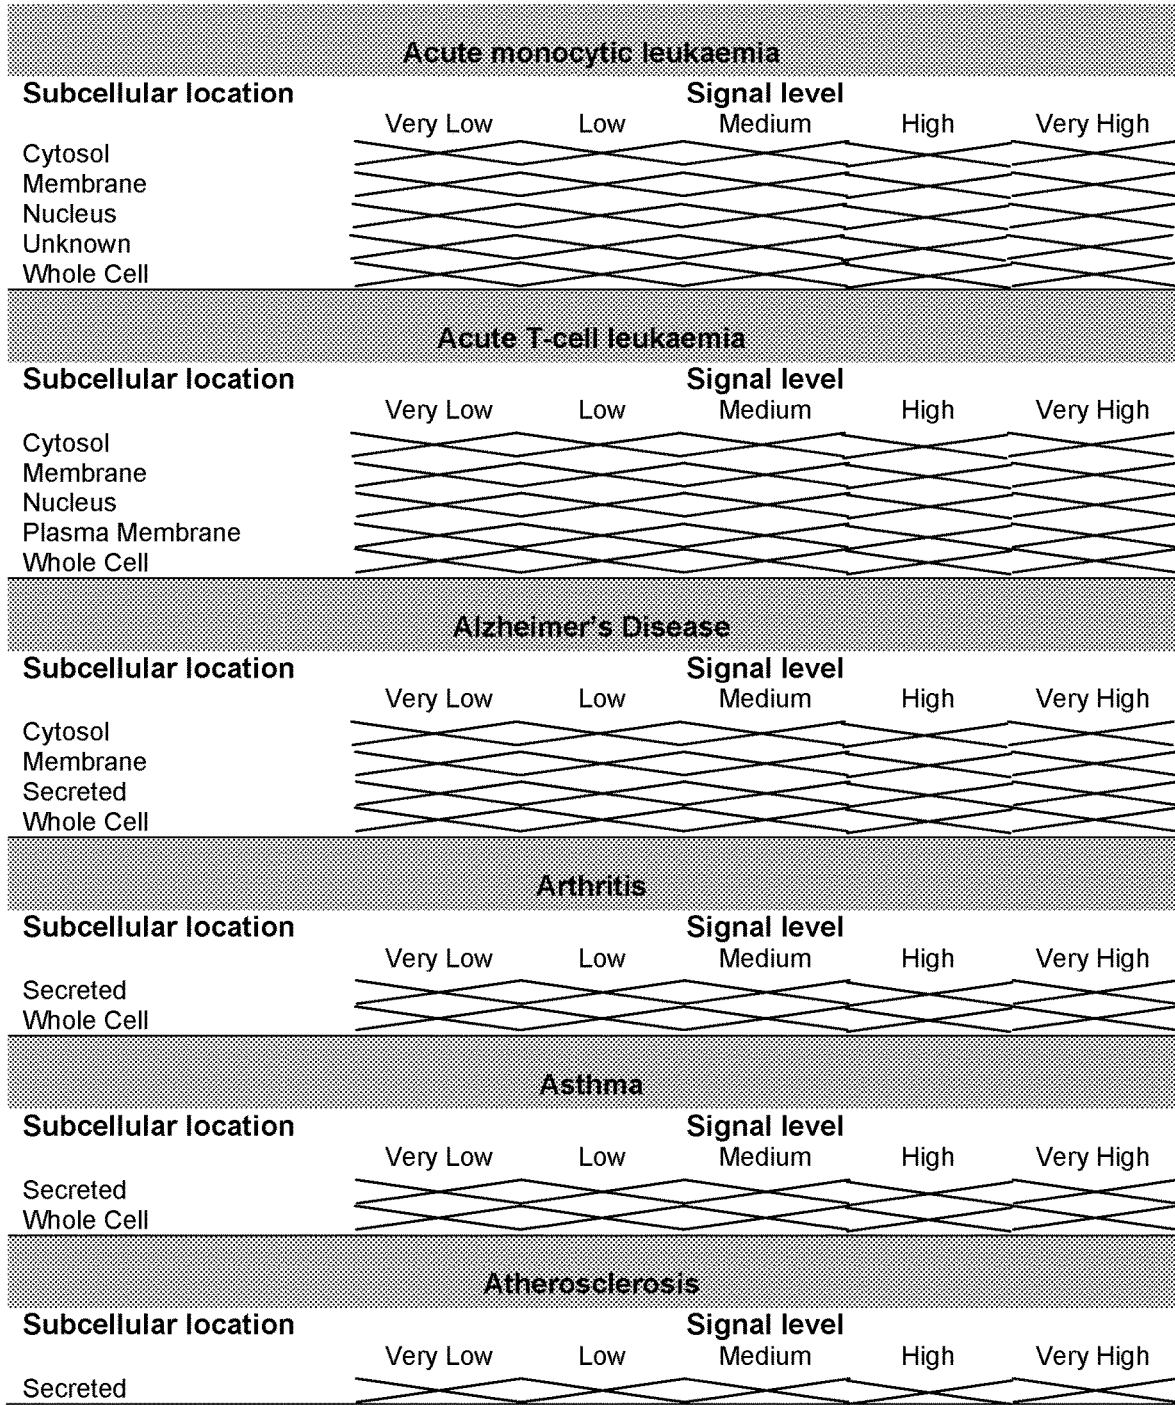 Acute monocytic leukaemia
Subcellular location Signal level
Very Low Low Medium High Very High
Cytosol
Membrane
Nucleus
Unknown
Whole Cell
Acute T-cell leukaemia
Subcellular location Signal level
Very Low Low Medium High Very High
Cytosol
Membrane
Nucleus
Plasma Membrane
Whole Cell
Alzheimer's Disease
Subcellular location Signal level
Very Low Low Medium High Very High
Cytosol
Membrane
Secreted
Whole Cell
Arthritis
Subcellular location Signal level
Very Low Low Medium High Very High
Secreted
Whole Cell
Asthma
Subcellular location Signal level
Very Low Low Medium High Very High
Secreted
Whole Cell
Atherosclerosis
Subcellular location Signal level
Very Low Low Medium High Very High
Secreted